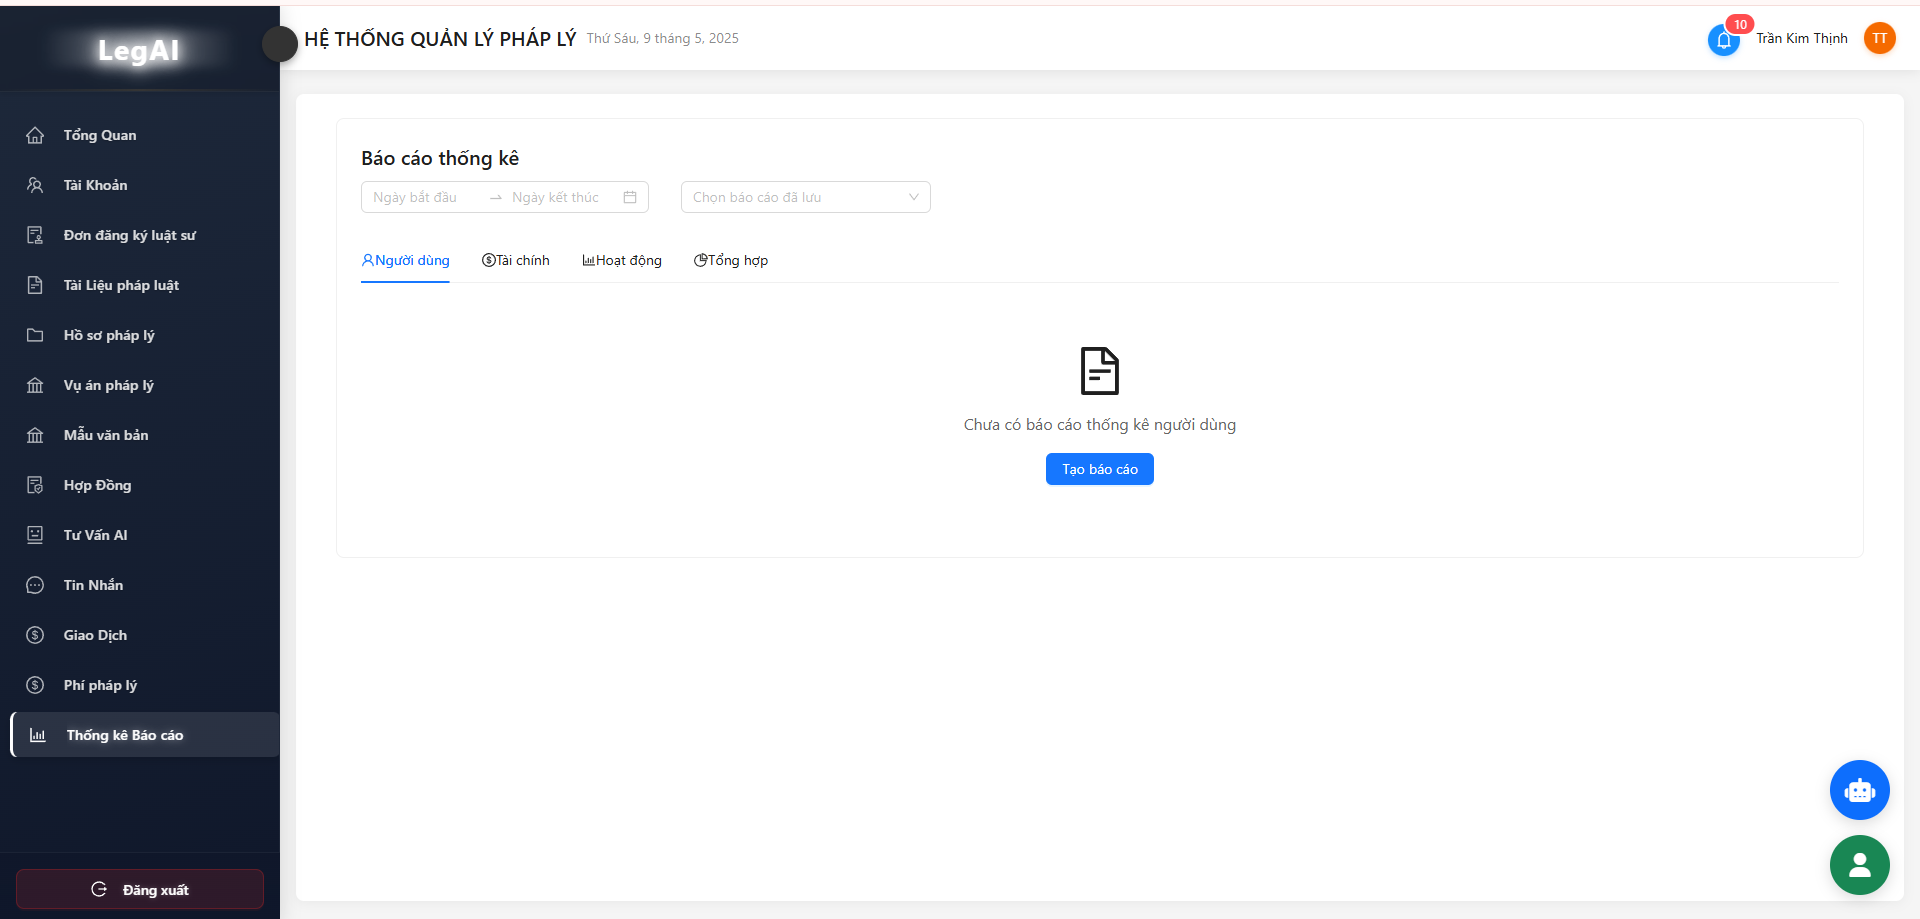 LegAI
HỆ THỐNG QUẢN LÝ PHÁP LÝ
Thứ Sáu, 9 tháng 5, 2025
10
Trần Kim Thịnh
TT
Tổng Quan
Tài Khoản
Đơn đăng ký luật sư
Tài Liệu pháp luật
Hồ sơ pháp lý
Vụ án pháp lý
Mẫu văn bản
Hợp Đồng
Tư Vấn AI
Tin Nhắn
Giao Dịch
Phí pháp lý
Thống kê Báo cáo
Đăng xuất
Báo cáo thống kê
Ngày bắt đầu
Ngày kết thúc
Chọn báo cáo đã lưu
Người dùng
Tài chính
Hoạt động
Tổng hợp
Chưa có báo cáo thống kê người dùng
Tạo báo cáo